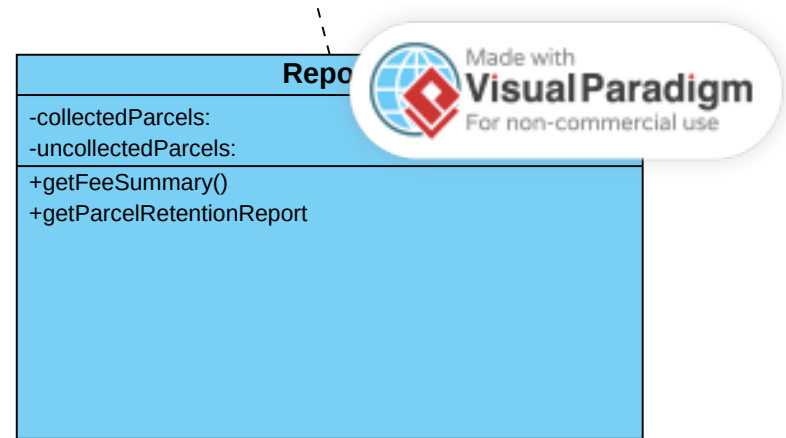 Repo
Made with
Visual Paradigm
For non-commercial use
-collectedParcels:
-uncollectedParcels:
+getFeeSummary()
+getParcelRetentionReport